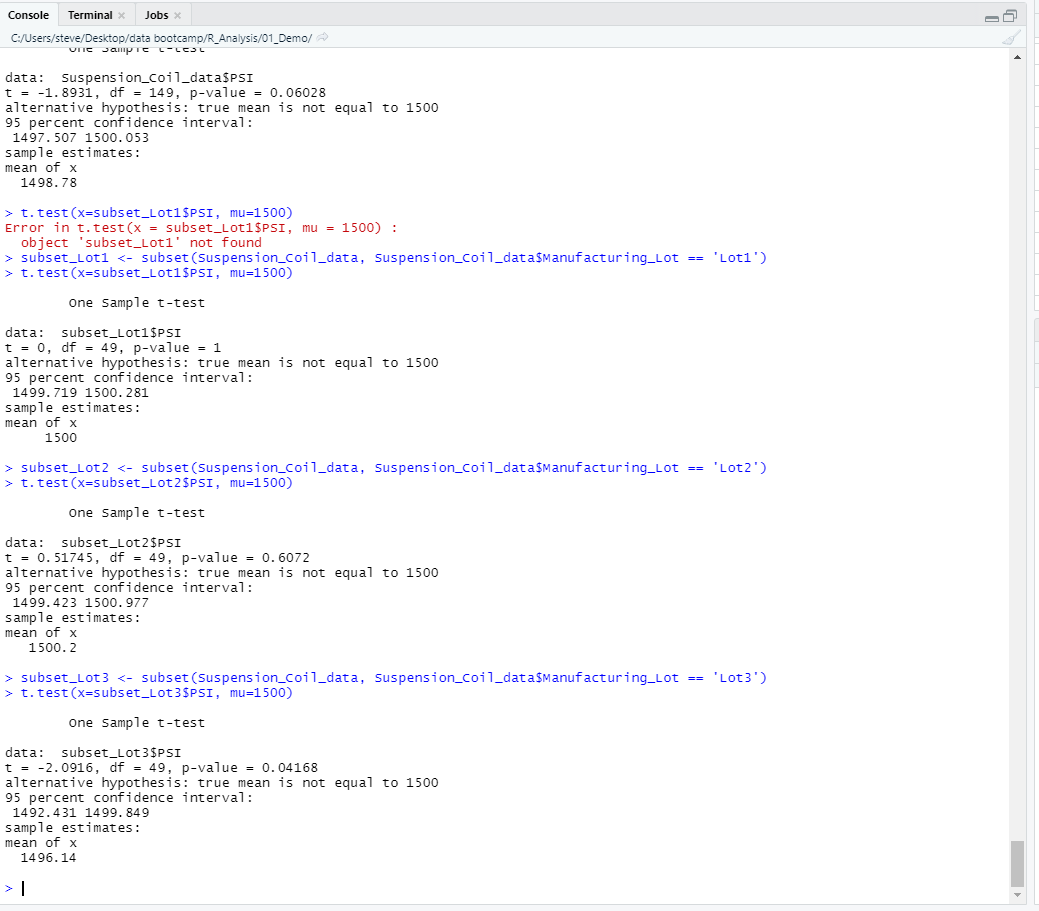 Console Terminal × Jobs ×
C:/Users/steve/Desktop/data bootcamp/R_Analysis/01_Demo/
One Sample t-test
data:  Suspension_Coil_data$PSI
t = -1.8931, df = 149, p-value = 0.06028
alternative hypothesis: true mean is not equal to 1500
95 percent confidence interval:
 1497.507 1500.053
sample estimates:
mean of x
  1498.78
> t.test(x=subset_Lot1$PSI, mu=1500)
Error in t.test(x = subset_Lot1$PSI, mu = 1500) :
  object 'subset_Lot1' not found
> subset_Lot1 <- subset(Suspension_Coil_data, Suspension_Coil_data$Manufacturing_Lot == 'Lot1')
> t.test(x=subset_Lot1$PSI, mu=1500)
One Sample t-test
data:  subset_Lot1$PSI
t = 0, df = 49, p-value = 1
alternative hypothesis: true mean is not equal to 1500
95 percent confidence interval:
 1499.719 1500.281
sample estimates:
mean of x
     1500
> subset_Lot2 <- subset(Suspension_Coil_data, Suspension_Coil_data$Manufacturing_Lot == 'Lot2')
> t.test(x=subset_Lot2$PSI, mu=1500)
One Sample t-test
data:  subset_Lot2$PSI
t = 0.51745, df = 49, p-value = 0.6072
alternative hypothesis: true mean is not equal to 1500
95 percent confidence interval:
 1499.423 1500.977
sample estimates:
mean of x
   1500.2
> subset_Lot3 <- subset(Suspension_Coil_data, Suspension_Coil_data$Manufacturing_Lot == 'Lot3')
> t.test(x=subset_Lot3$PSI, mu=1500)
One Sample t-test
data:  subset_Lot3$PSI
t = -2.0916, df = 49, p-value = 0.04168
alternative hypothesis: true mean is not equal to 1500
95 percent confidence interval:
 1492.431 1499.849
sample estimates:
mean of x
  1496.14
>